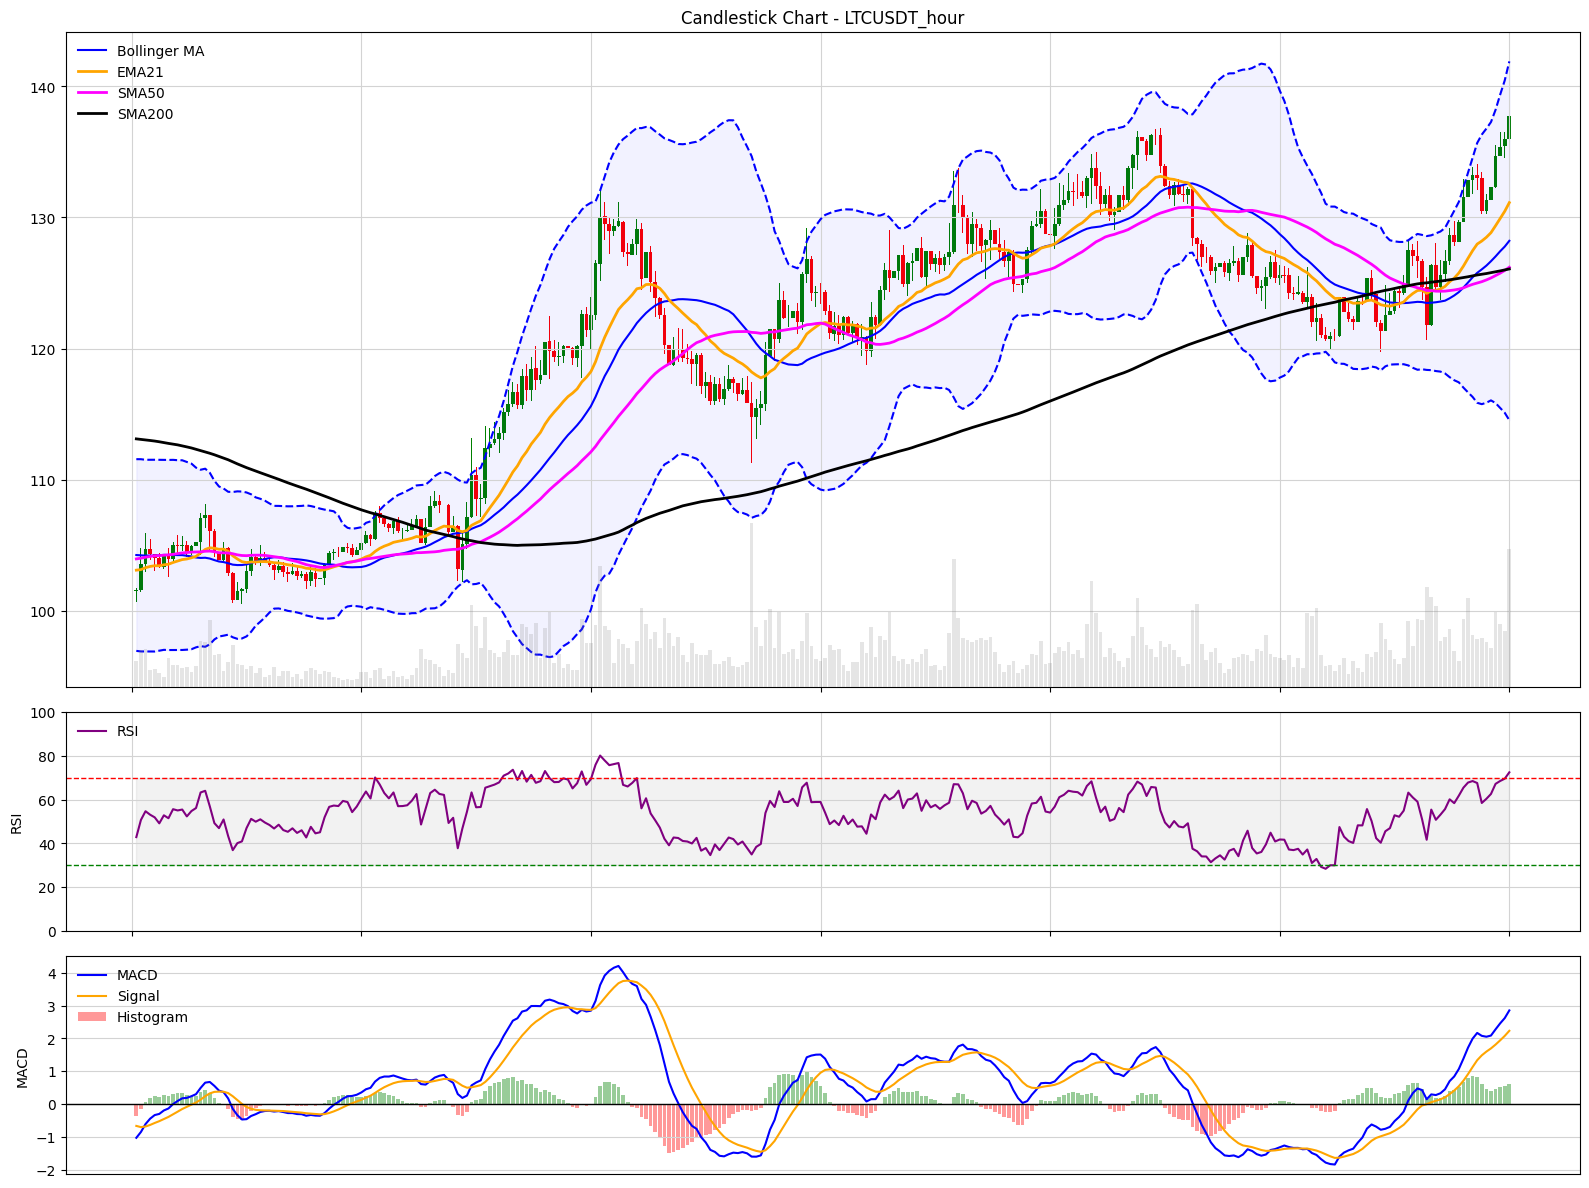 Candlestick Chart - LTCUSDT_hour
Bollinger MA
EMA21
SMA50
SMA200
140
130
120
110
100
RSI
100
80
60
40
20
0
RSI
MACD
Signal
Histogram
4
3
2
1
0
−1
−2
MACD